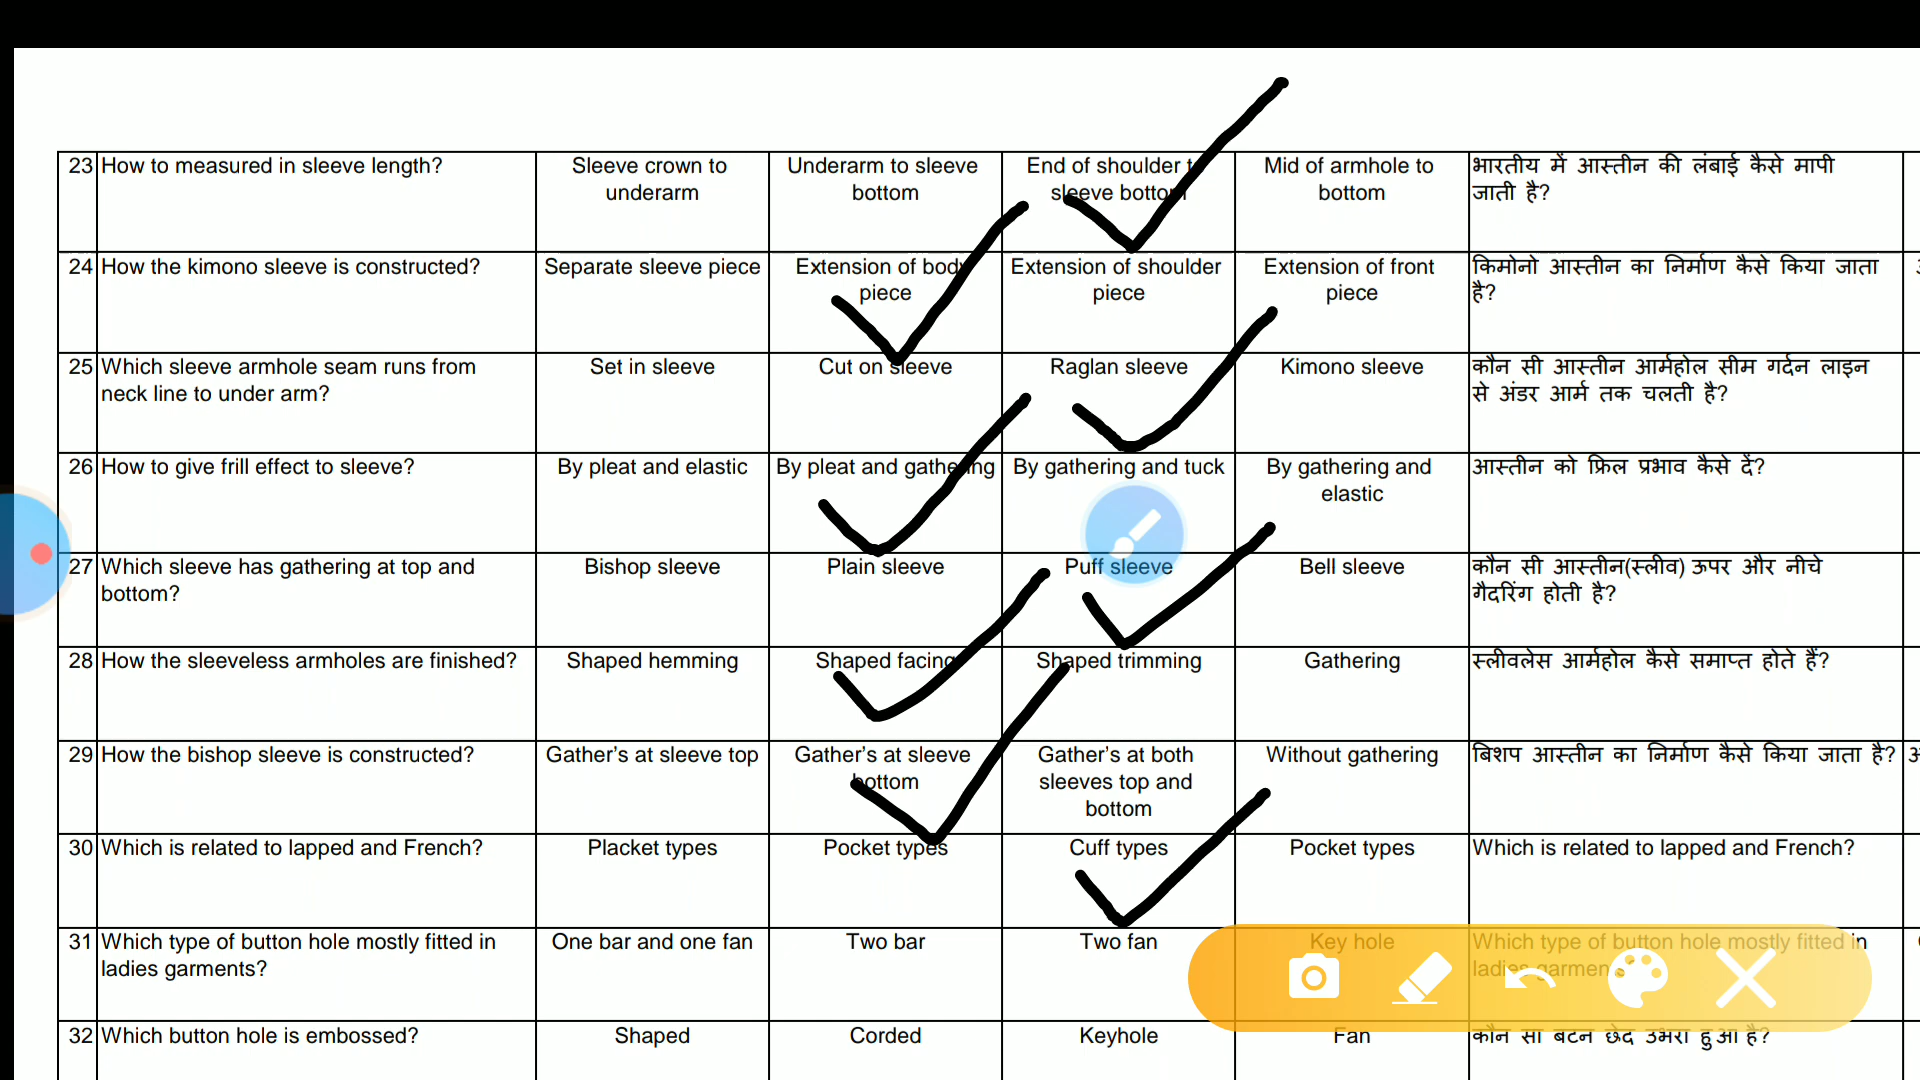 23 How to measured in sleeve length? Sleeve crown to Underarm to sleeve End of shoulder to Mid of armhole to भारतीय में आस्तीन की लंबाई कैसे मापी
underarm bottom sleeve bottom bottom जाती है?
24 How the kimono sleeve is constructed? Separate sleeve piece Extension of body Extension of shoulder Extension of front किमोनो आस्तीन का निर्माण कैसे किया जाता
piece piece piece है?
25 Which sleeve armhole seam runs from Set in sleeve Cut on sleeve Raglan sleeve Kimono sleeve कौन सी आस्तीन आर्महोल सीम गर्दन लाइन
neck line to under arm? से अंडर आर्म तक चलती है?
26 How to give frill effect to sleeve? By pleat and elastic By pleat and gathering By gathering and tuck By gathering and आस्तीन को फ्रिल प्रभाव कैसे दें?
elastic
27 Which sleeve has gathering at top and Bishop sleeve Plain sleeve Puff sleeve Bell sleeve कौन सी आस्तीन(स्लीव) ऊपर और नीचे
bottom? गैदरिंग होती है?
28 How the sleeveless armholes are finished? Shaped hemming Shaped facing Shaped trimming Gathering स्लीवलेस आर्महोल कैसे समाप्त होते हैं?
29 How the bishop sleeve is constructed? Gather’s at sleeve top Gather’s at sleeve Gather’s at both Without gathering बिशप आस्तीन का निर्माण कैसे किया जाता है?
bottom sleeves top and
bottom
30 Which is related to lapped and French? Placket types Pocket types Cuff types Pocket types Which is related to lapped and French?
31 Which type of button hole mostly fitted in One bar and one fan Two bar Two fan Key hole Which type of button hole mostly fitted in
ladies garments? ladies garments?
32 Which button hole is embossed? Shaped Corded Keyhole Fan कौन सा बटन छेद उभरा हुआ है?